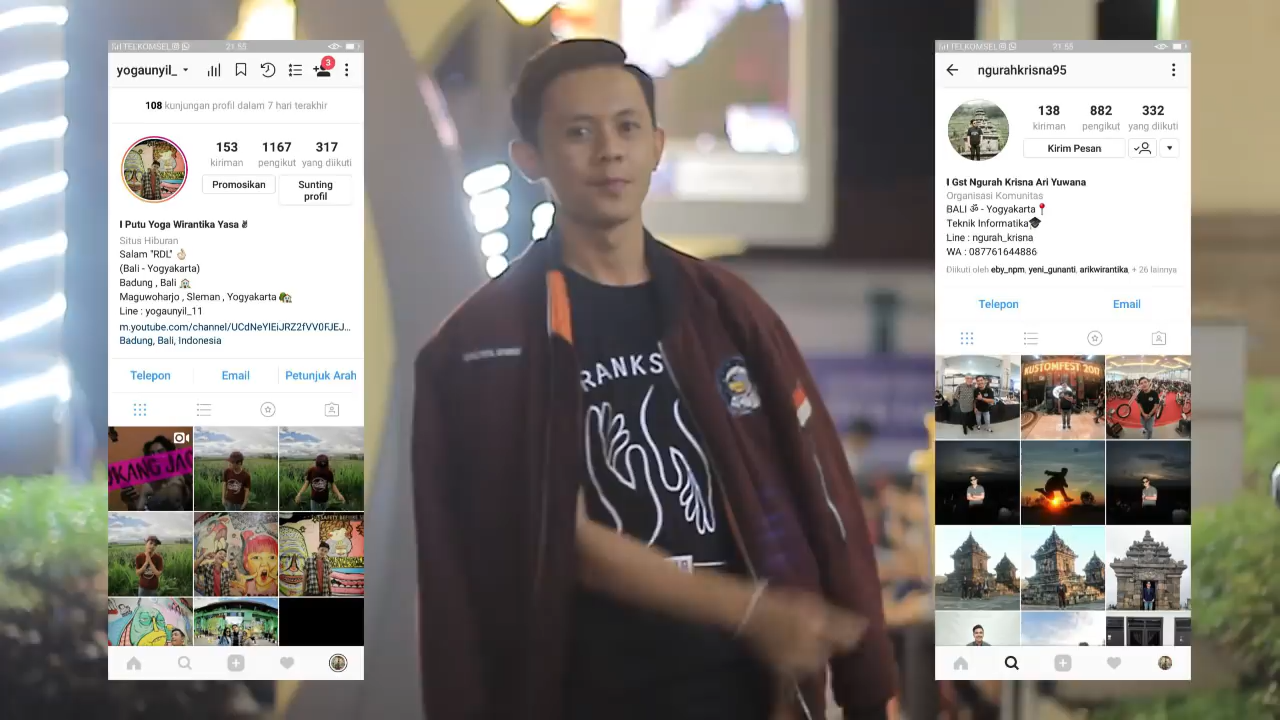 TELKOMSEL
21.55
yogaunyil_
3
108 kunjungan profil dalam 7 hari terakhir
153
1167
317
kiriman
pengikut
yang diikuti
Promosikan
Sunting profil
I Putu Yoga Wirantika Yasa ✌
Situs Hiburan
Salam "RDL" 👌
(Bali - Yogyakarta)
Badung , Bali 🏡
Maguwoharjo , Sleman , Yogyakarta 🏡
Line : yogaunyil_11
Badung, Bali, Indonesia
Telepon
Email
Petunjuk Arah
RANKS
TELKOMSEL
21.55
ngurahkrisna95
138
882
332
kiriman
pengikut
yang diikuti
Kirim Pesan
I Gst Ngurah Krisna Ari Yuwana
Organisasi Komunitas
BALI 🕉 - Yogyakarta📍
Teknik Informatika🎓
Line : ngurah_krisna
WA : 087761644886
Diikuti oleh eby_npm, yeni_gunanti, arikwirantika, + 26 lainnya
Telepon
Email
KUSTOMFEST 2017